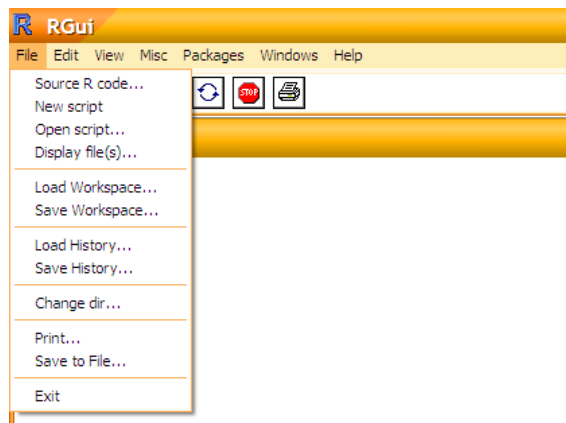 R RGui
File Edit View Misc Packages Windows Help
Source R code...
New script
STOP
Open script...
Display file(s)...
Load Workspace...
Save Workspace...
Load History...
Save History...
Change dir...
Print...
Save to File...
Exit